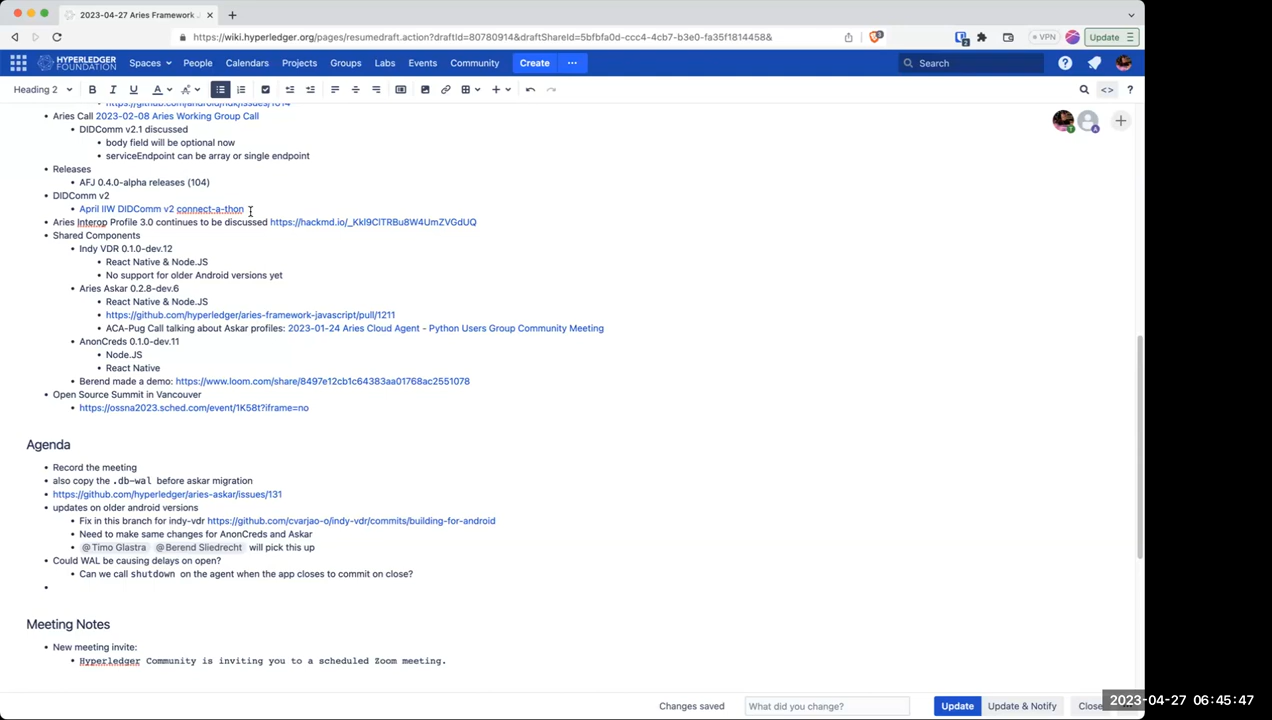 2023-04-27 Aries Framework J
https://wiki.hyperledger.org/pages/resumedraft.action?draftId=80780914&draftShareId=5bfbfa0d-ccc4-4cb7-b3e0-fa35f1814458&
VPN
Update
HYPERLEDGER FOUNDATION
Spaces People Calendars Projects Groups Labs Events Community Create ... Search
Heading 2
https://github.com/android/ndk/issues/1614
Aries Call 2023-02-08 Aries Working Group Call
DIDComm v2.1 discussed
body field will be optional now
serviceEndpoint can be array or single endpoint
Releases
AFJ 0.4.0-alpha releases (104)
DIDComm v2
April IIW DIDComm v2 connect-a-thon
Aries Interop Profile 3.0 continues to be discussed https://hackmd.io/_Kkl9ClTRBu8W4UmZVGdUQ
Shared Components
Indy VDR 0.1.0-dev.12
React Native & Node.JS
No support for older Android versions yet
Aries Askar 0.2.8-dev.6
React Native & Node.JS
https://github.com/hyperledger/aries-framework-javascript/pull/1211
ACA-Pug Call talking about Askar profiles: 2023-01-24 Aries Cloud Agent - Python Users Group Community Meeting
AnonCreds 0.1.0-dev.11
Node.JS
React Native
Berend made a demo: https://www.loom.com/share/8497e12cb1c64383aa01768ac2551078
Open Source Summit in Vancouver
https://ossna2023.sched.com/event/1K58t?iframe=no
Agenda
Record the meeting
also copy the .db-wal before askar migration
https://github.com/hyperledger/aries-askar/issues/131
updates on older android versions
Fix in this branch for indy-vdr https://github.com/cvarjao-o/indy-vdr/commits/building-for-android
Need to make same changes for AnonCreds and Askar
@Timo Glastra @Berend Sliedrecht will pick this up
Could WAL be causing delays on open?
Can we call shutdown on the agent when the app closes to commit on close?
Meeting Notes
New meeting invite:
Hyperledger Community is inviting you to a scheduled Zoom meeting.
Changes saved What did you change? Update Update & Notify Close
2023-04-27 06:45:47